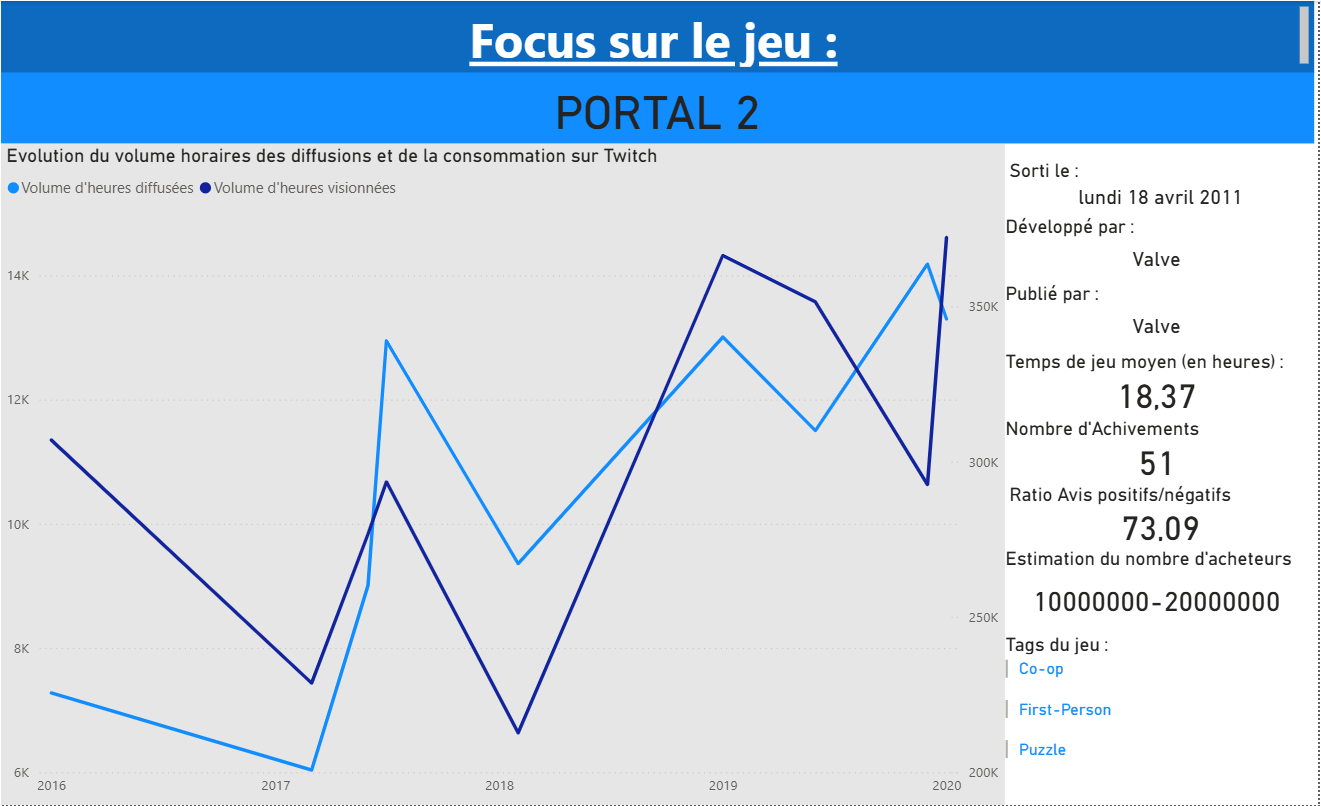 Focus sur le jeu :
PORTAL 2
Evolution du volume horaires des diffusions et de la consommation sur Twitch
Volume d'heures diffusées Volume d'heures visionnées
14K
12K
10K
8K
6K
350K
300K
250K
200K
2016 2017 2018 2019 2020
Sorti le :
lundi 18 avril 2011
Développé par :
Valve
Publié par :
Valve
Temps de jeu moyen (en heures) :
18,37
Nombre d'Achivements
51
Ratio Avis positifs/négatifs
73,09
Estimation du nombre d'acheteurs
10000000-20000000
Tags du jeu :
Co-op
First-Person
Puzzle